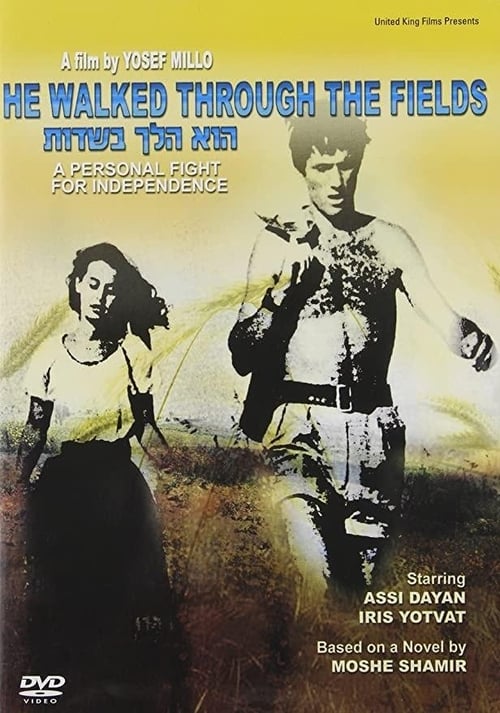 United King Films Presents
A film by YOSEF MILLO
HE WALKED THROUGH THE FIELDS
הוא הלך בשדות
A PERSONAL FIGHT
FOR INDEPENDENCE
Starring
ASSI DAYAN
IRIS YOTVAT
Based on a Novel by
MOSHE SHAMIR
DVD
VIDEO